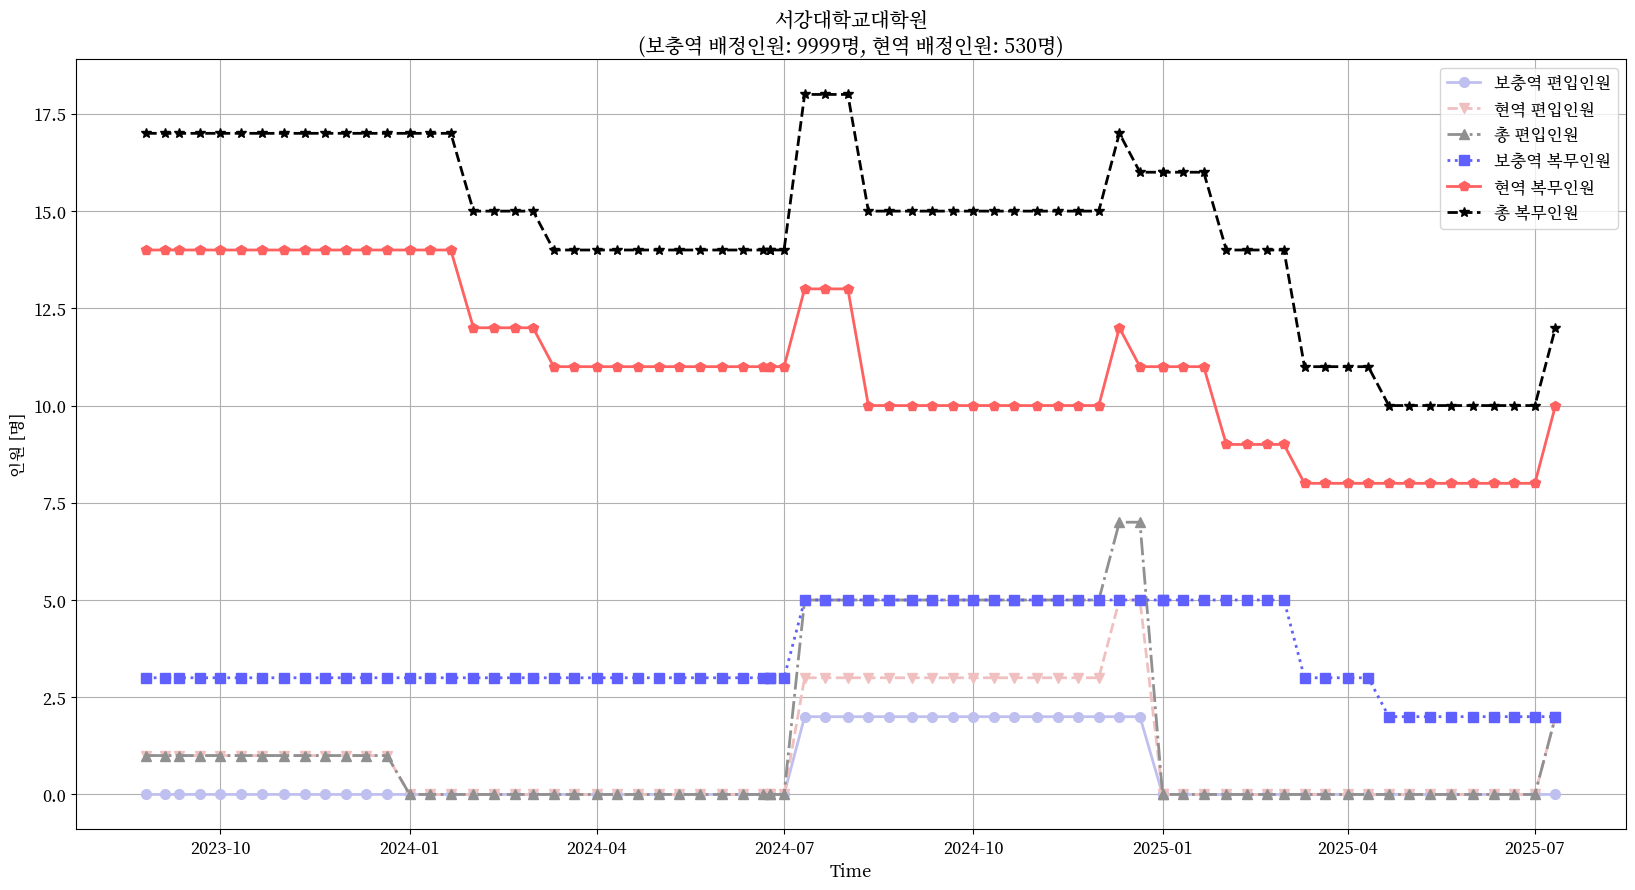 서강대학교대학원
(보충역 배정인원: 9999명, 현역 배정인원: 530명)
보충역 편입인원
현역 편입인원
총 편입인원
보충역 복무인원
현역 복무인원
총 복무인원
인원 [명]
17.5
15.0
12.5
10.0
7.5
5.0
2.5
0.0
2023-10
2024-01
2024-04
2024-07
2024-10
2025-01
2025-04
2025-07
Time